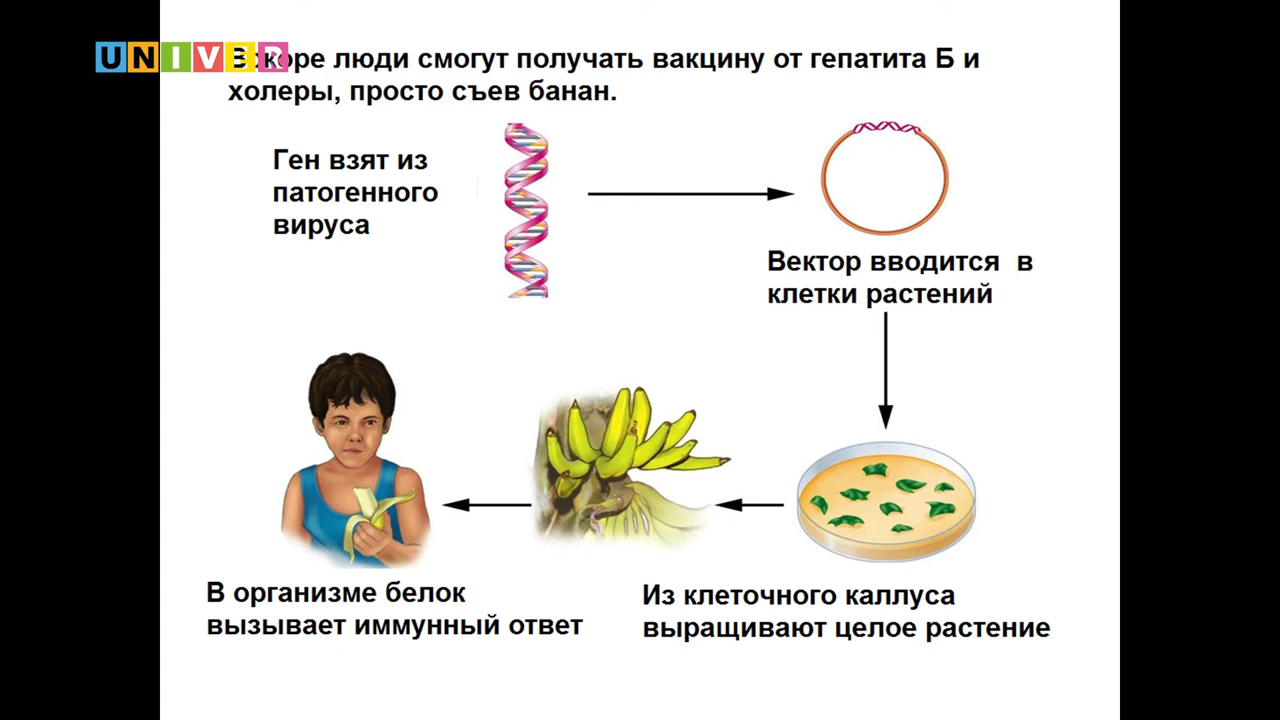 UNIVER
Вскоре люди смогут получать вакцину от гепатита Б и
холеры, просто съев банан.
Ген взят из
патогенного
вируса
Вектор вводится в
клетки растений
В организме белок
вызывает иммунный ответ
Из клеточного каллуса
выращивают целое растение